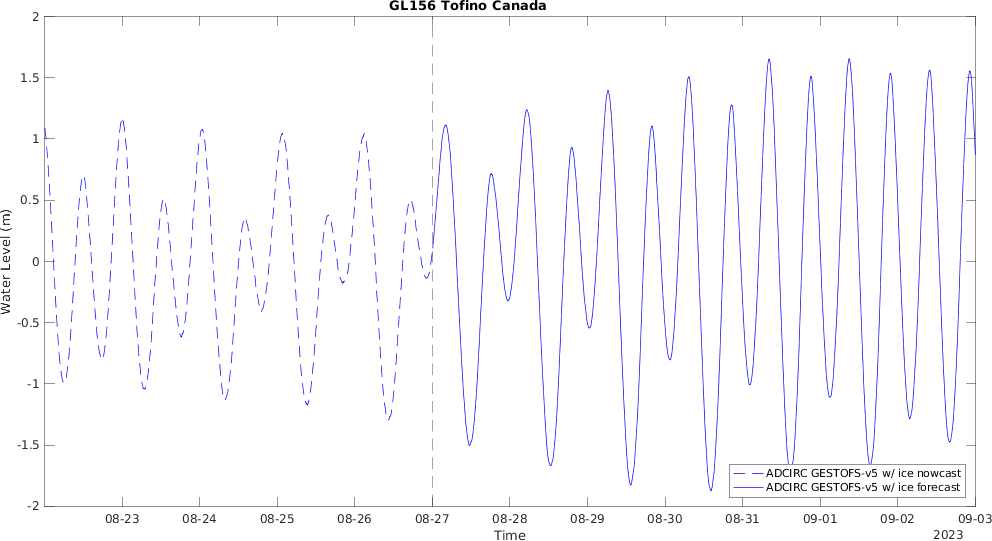 GL156 Tofino Canada
2
1.5
1
0.5
0
-0.5
-1
-1.5
-2
Water Level (m)
ADCIRC GESTOFS-v5 w/ ice nowcast
ADCIRC GESTOFS-v5 w/ ice forecast
08-23 08-24 08-25 08-26 08-27 08-28 08-29 08-30 08-31 09-01 09-02 09-03
Time
2023